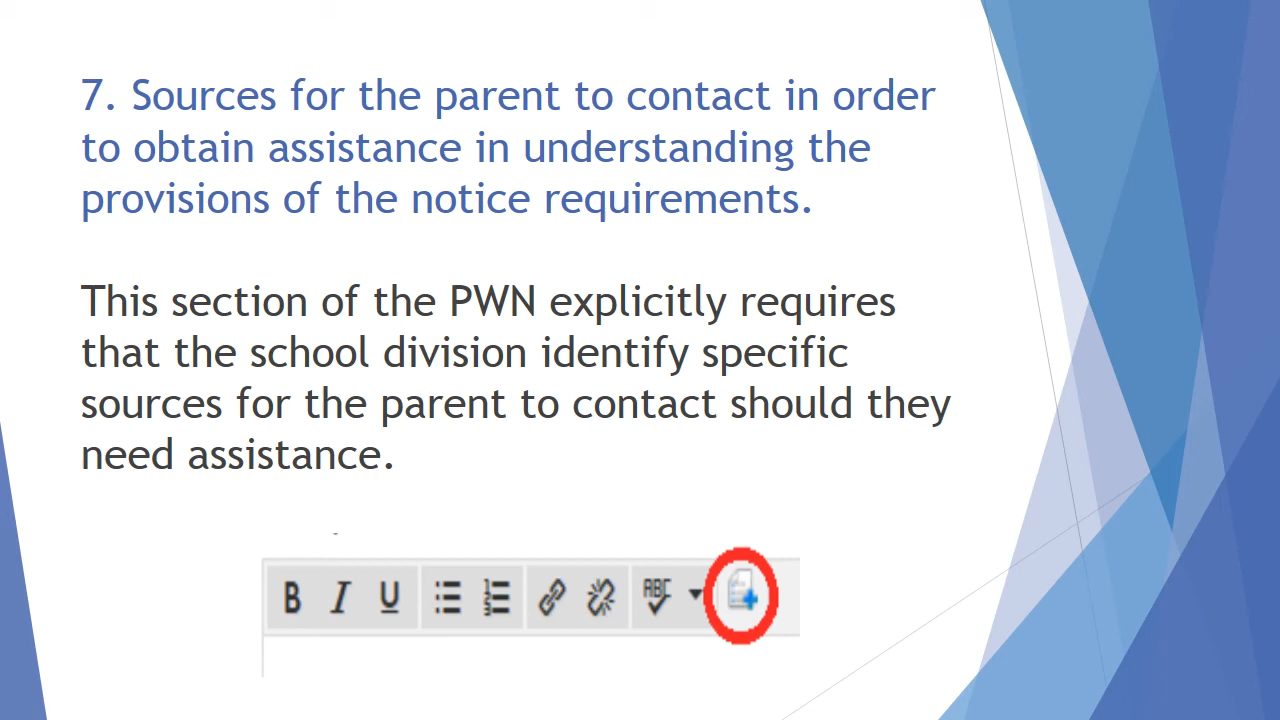 7. Sources for the parent to contact in order
to obtain assistance in understanding the
provisions of the notice requirements.
This section of the PWN explicitly requires
that the school division identify specific
sources for the parent to contact should they
need assistance.
B I U ABC